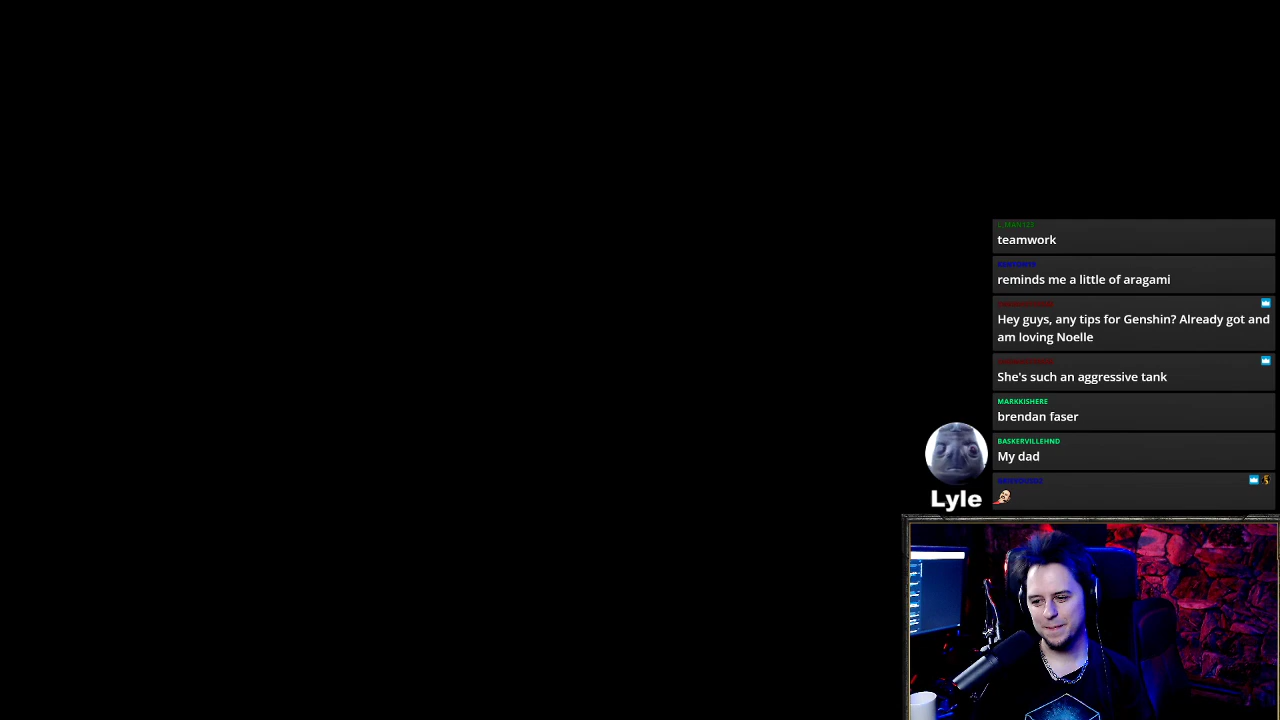 L_MAN123
teamwork
reminds me a little of aragami
Hey guys, any tips for Genshin? Already got and
am loving Noelle
She's such an aggressive tank
MARKKISHERE
brendan faser
BASKERVILLEHND
My dad
Lyle